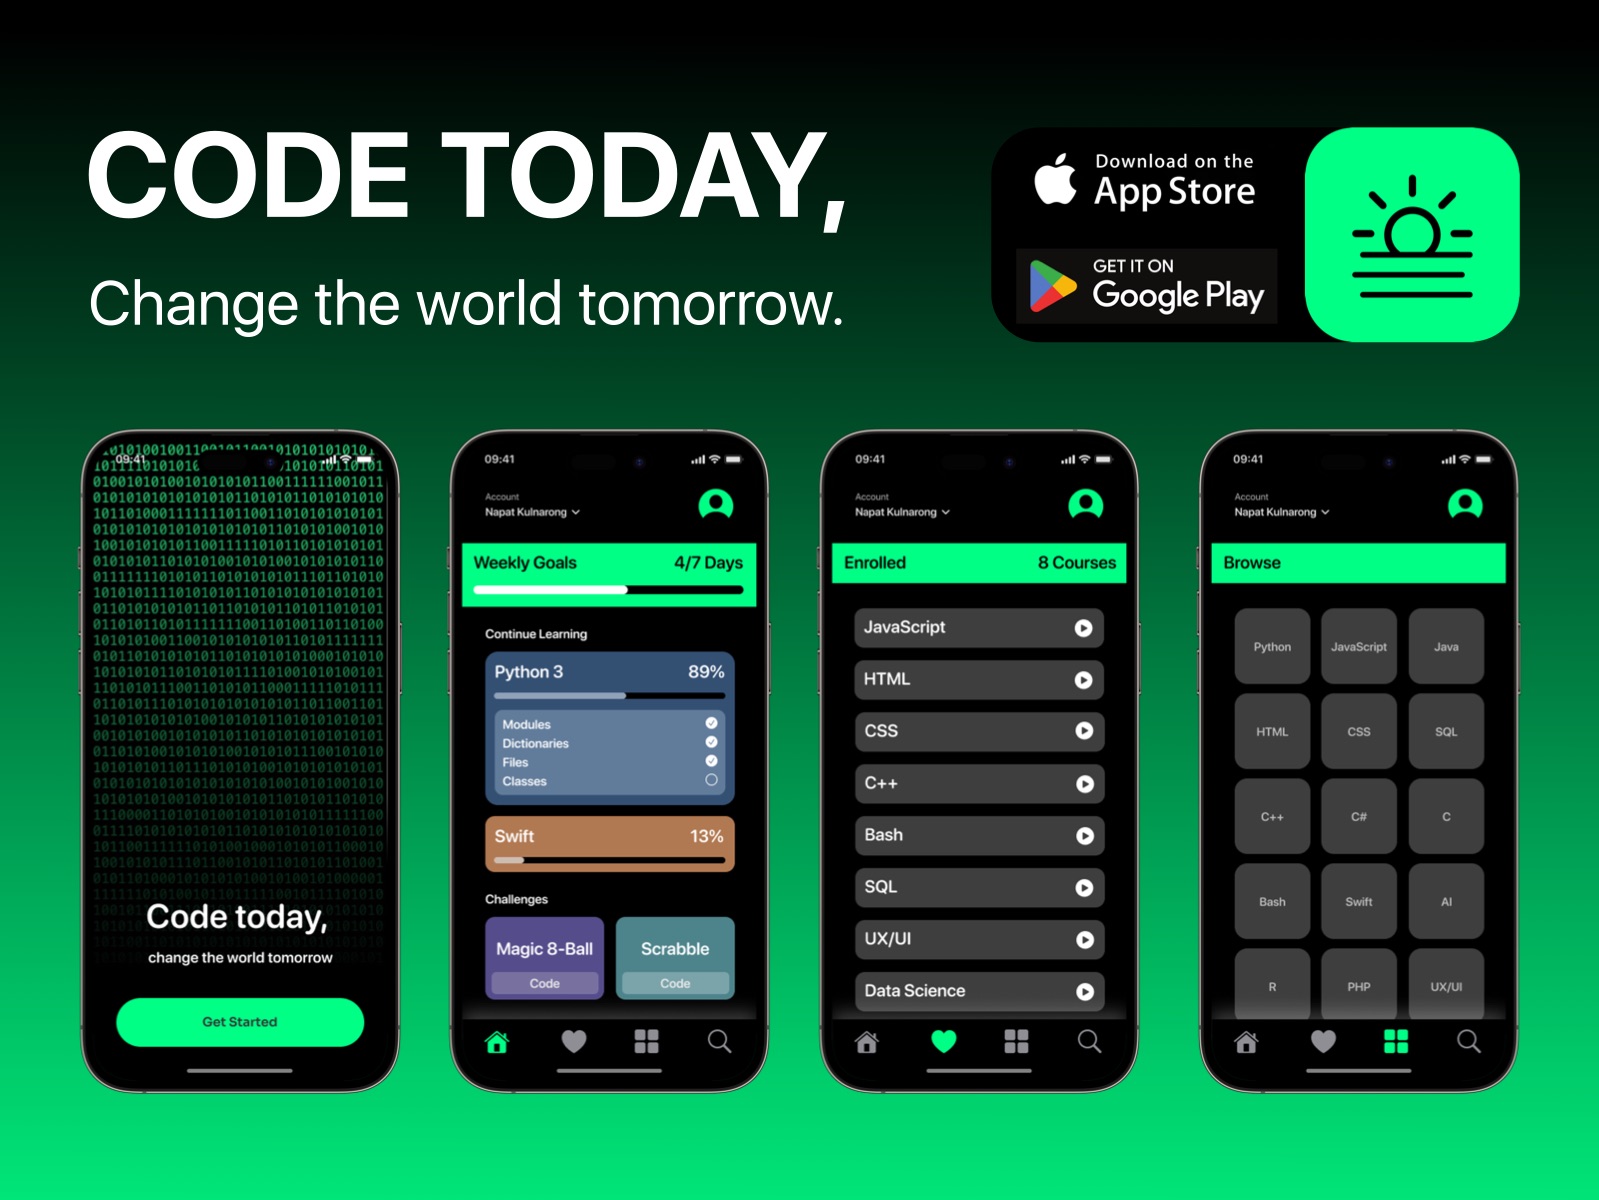 CODE TODAY,
Change the world tomorrow.
Download on the
App Store
GET IT ON
Google Play
09:41
Code today,
change the world tomorrow
Get Started
09:41
Account
Napat Kulnarong
Weekly Goals 4/7 Days
Continue Learning
Python 3 89%
Modules
Dictionaries
Files
Classes
Swift 13%
Challenges
Magic 8-Ball
Code
Scrabble
Code
09:41
Account
Napat Kulnarong
Enrolled 8 Courses
JavaScript
HTML
CSS
C++
Bash
SQL
UX/UI
Data Science
09:41
Account
Napat Kulnarong
Browse
Python JavaScript Java
HTML CSS SQL
C++ C# C
Bash Swift AI
R PHP UX/UI